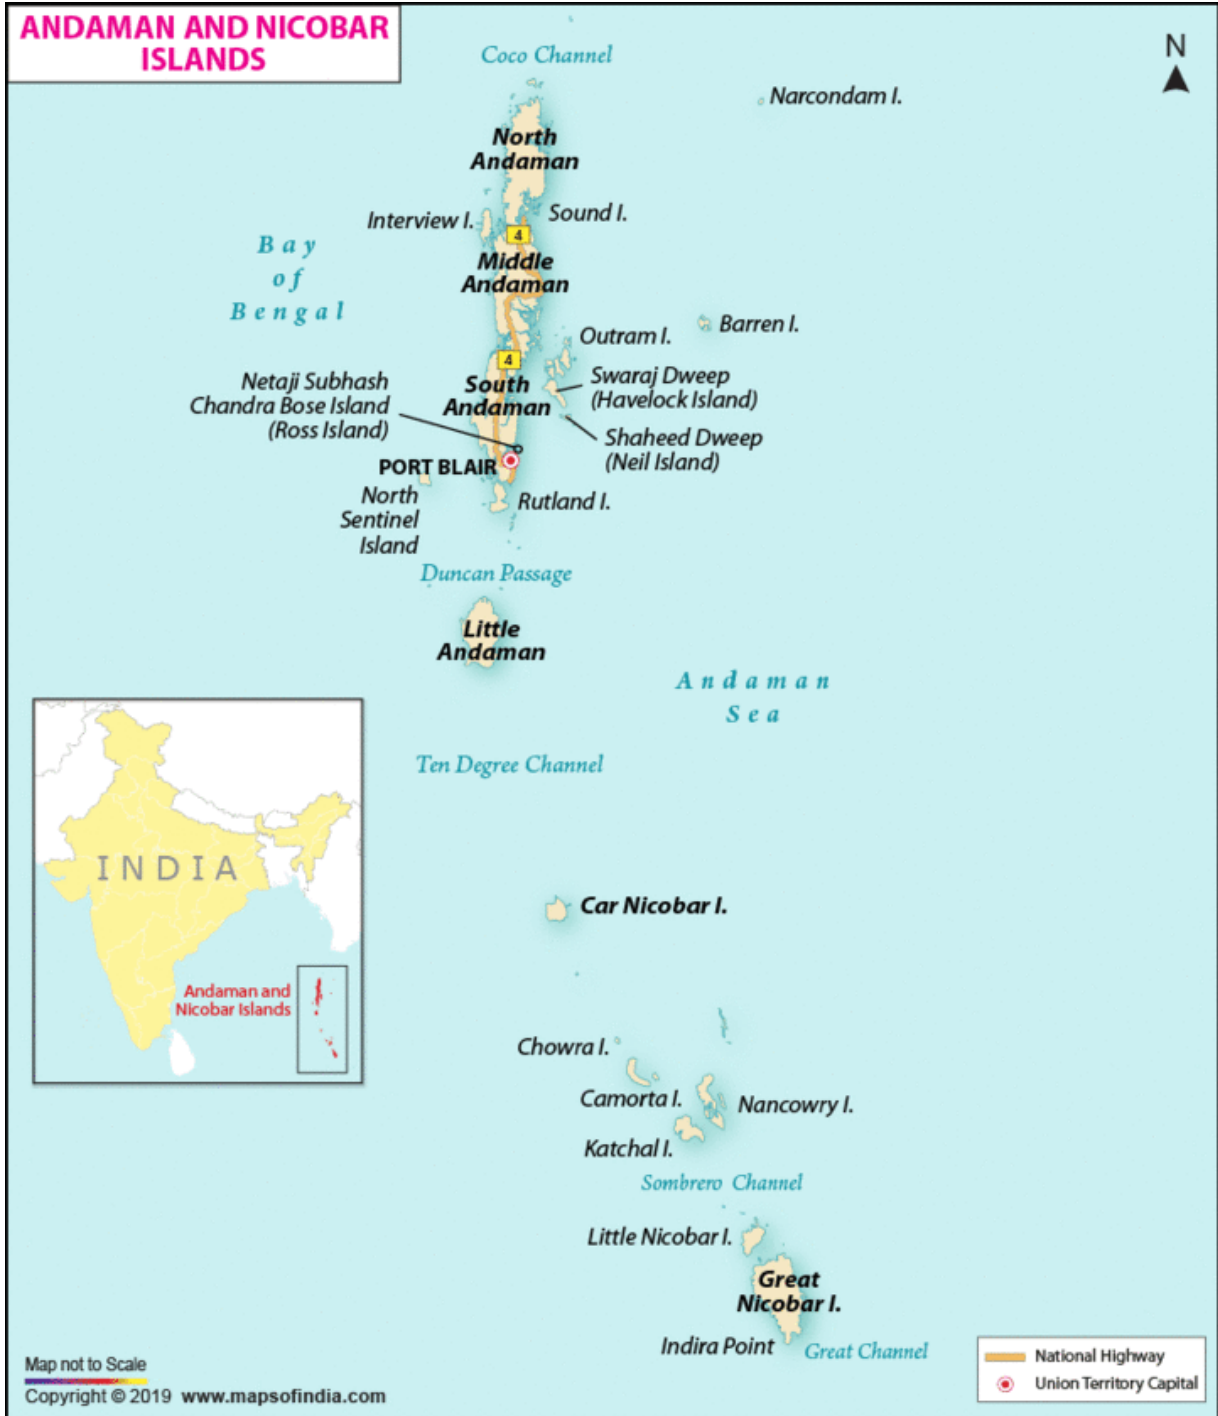 ANDAMAN AND NICOBAR
ISLANDS
N
Coco Channel
Narcondam I.
North
Andaman
Interview I.
Sound I.
4
Bay
of
Bengal
Middle
Andaman
Barren I.
Outram I.
4
Netaji Subhash
Chandra Bose Island
(Ross Island)
South
Andaman
Swaraj Dweep
(Havelock Island)
Shaheed Dweep
(Neil Island)
PORT BLAIR
North
Sentinel
Island
Rutland I.
Duncan Passage
Little
Andaman
Andaman
Sea
Ten Degree Channel
INDIA
Andaman and
Nicobar Islands
Car Nicobar I.
Chowra I.
Camorta I.
Nancowry I.
Katchal I.
Sombrero Channel
Little Nicobar I.
Great
Nicobar I.
Indira Point
Great Channel
Map not to Scale
Copyright © 2019 www.mapsofindia.com
National Highway
Union Territory Capital